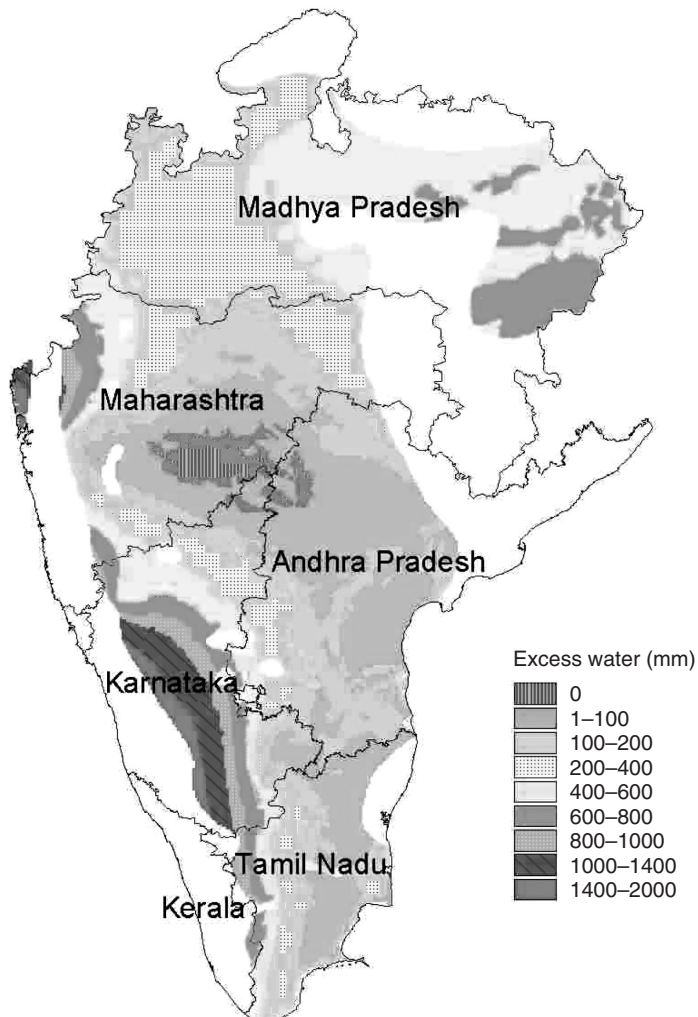 Madhya Pradesh
Maharashtra
Andhra Pradesh
Karnataka
Tamil Nadu
Kerala
Excess water (mm)
0
1–100
100–200
200–400
400–600
600–800
800–1000
1000–1400
1400–2000